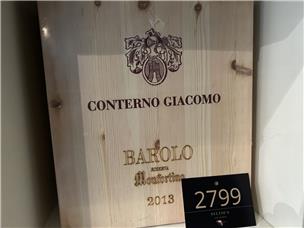 CONTERNO GIACOMO
BAROLO
RISERVA
Monfortino
2013
2799